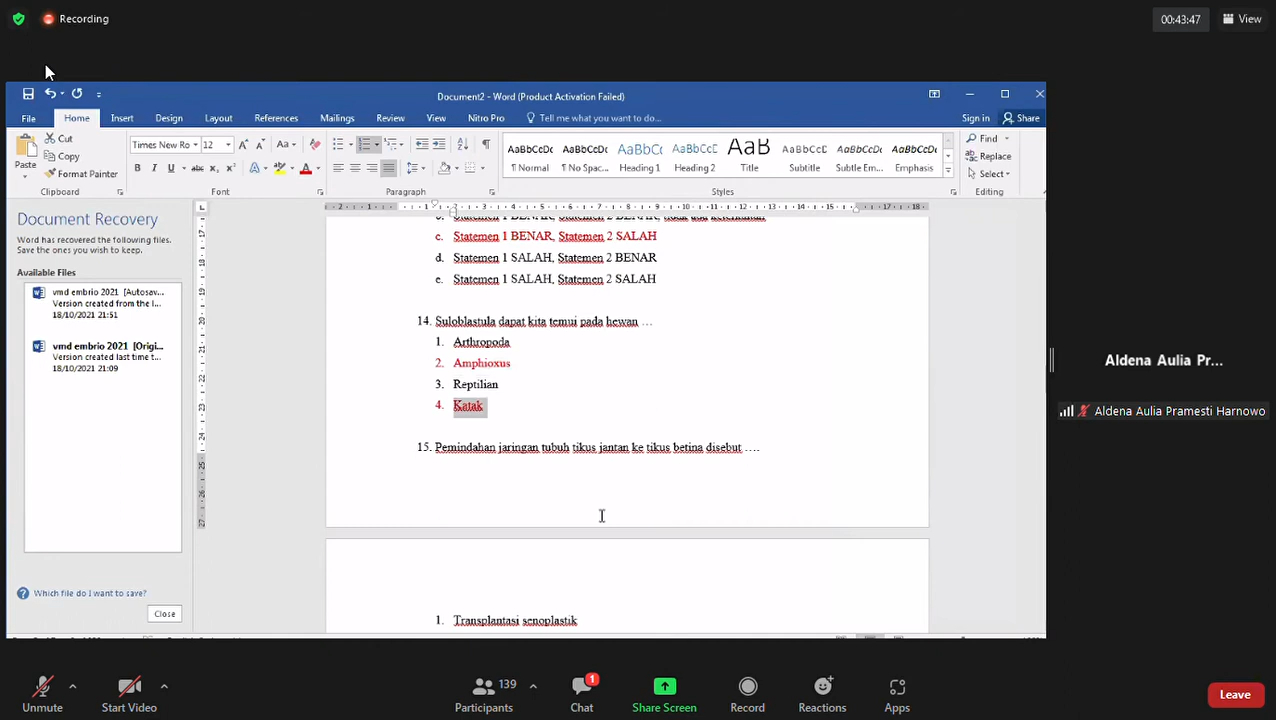 Recording
00:43:47
View
Document2 - Word (Product Activation Failed)
File
Home
Insert
Design
Layout
References
Mailings
Review
View
Nitro Pro
Tell me what you want to do...
Sign in
Share
Paste
Cut
Copy
Format Painter
Clipboard
Times New Ro
12
Font
Paragraph
AaBbCcDc
¶ Normal
AaBbCcDc
¶ No Spac...
AaBbCc
Heading 1
AaBbCcC
Heading 2
AaB
Title
AaBbCcC
Subtitle
AaBbCcDc
Subtle Em...
AaBbCcDc
Emphasis
Styles
Find
Replace
Select
Editing
Document Recovery
Word has recovered the following files.
Save the ones you wish to keep.
Available Files
vmd embrio 2021 [Autosav...
Version created from the l...
18/10/2021 21:51
vmd embrio 2021 [Origi...
Version created last time t...
18/10/2021 21:09
Which file do I want to save?
Close
c. Statemen 1 BENAR, Statemen 2 SALAH
d. Statemen 1 SALAH, Statemen 2 BENAR
e. Statemen 1 SALAH, Statemen 2 SALAH
14. Suloblastula dapat kita temui pada hewan …
1. Arthropoda
2. Amphioxus
3. Reptilian
4. Katak
15. Pemindahan jaringan tubuh tikus jantan ke tikus betina disebut ….
1. Transplantasi senoplastik
Aldena Aulia Pr...
Aldena Aulia Pramesti Harnowo
Unmute
Start Video
139
Participants
1
Chat
Share Screen
Record
Reactions
Apps
Leave